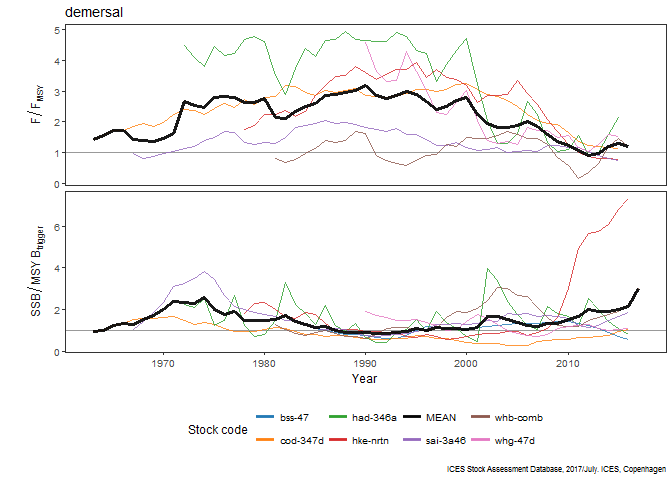 demersal
F / FMSY
5
4
3
2
1
0
SSB / MSY Btrigger
6
4
2
0
1970 1980 1990 2000 2010
Year
Stock code
bss-47 had-346a MEAN whb-comb
cod-347d hke-nrtn sai-3a46 whg-47d
ICES Stock Assessment Database, 2017/July. ICES, Copenhagen